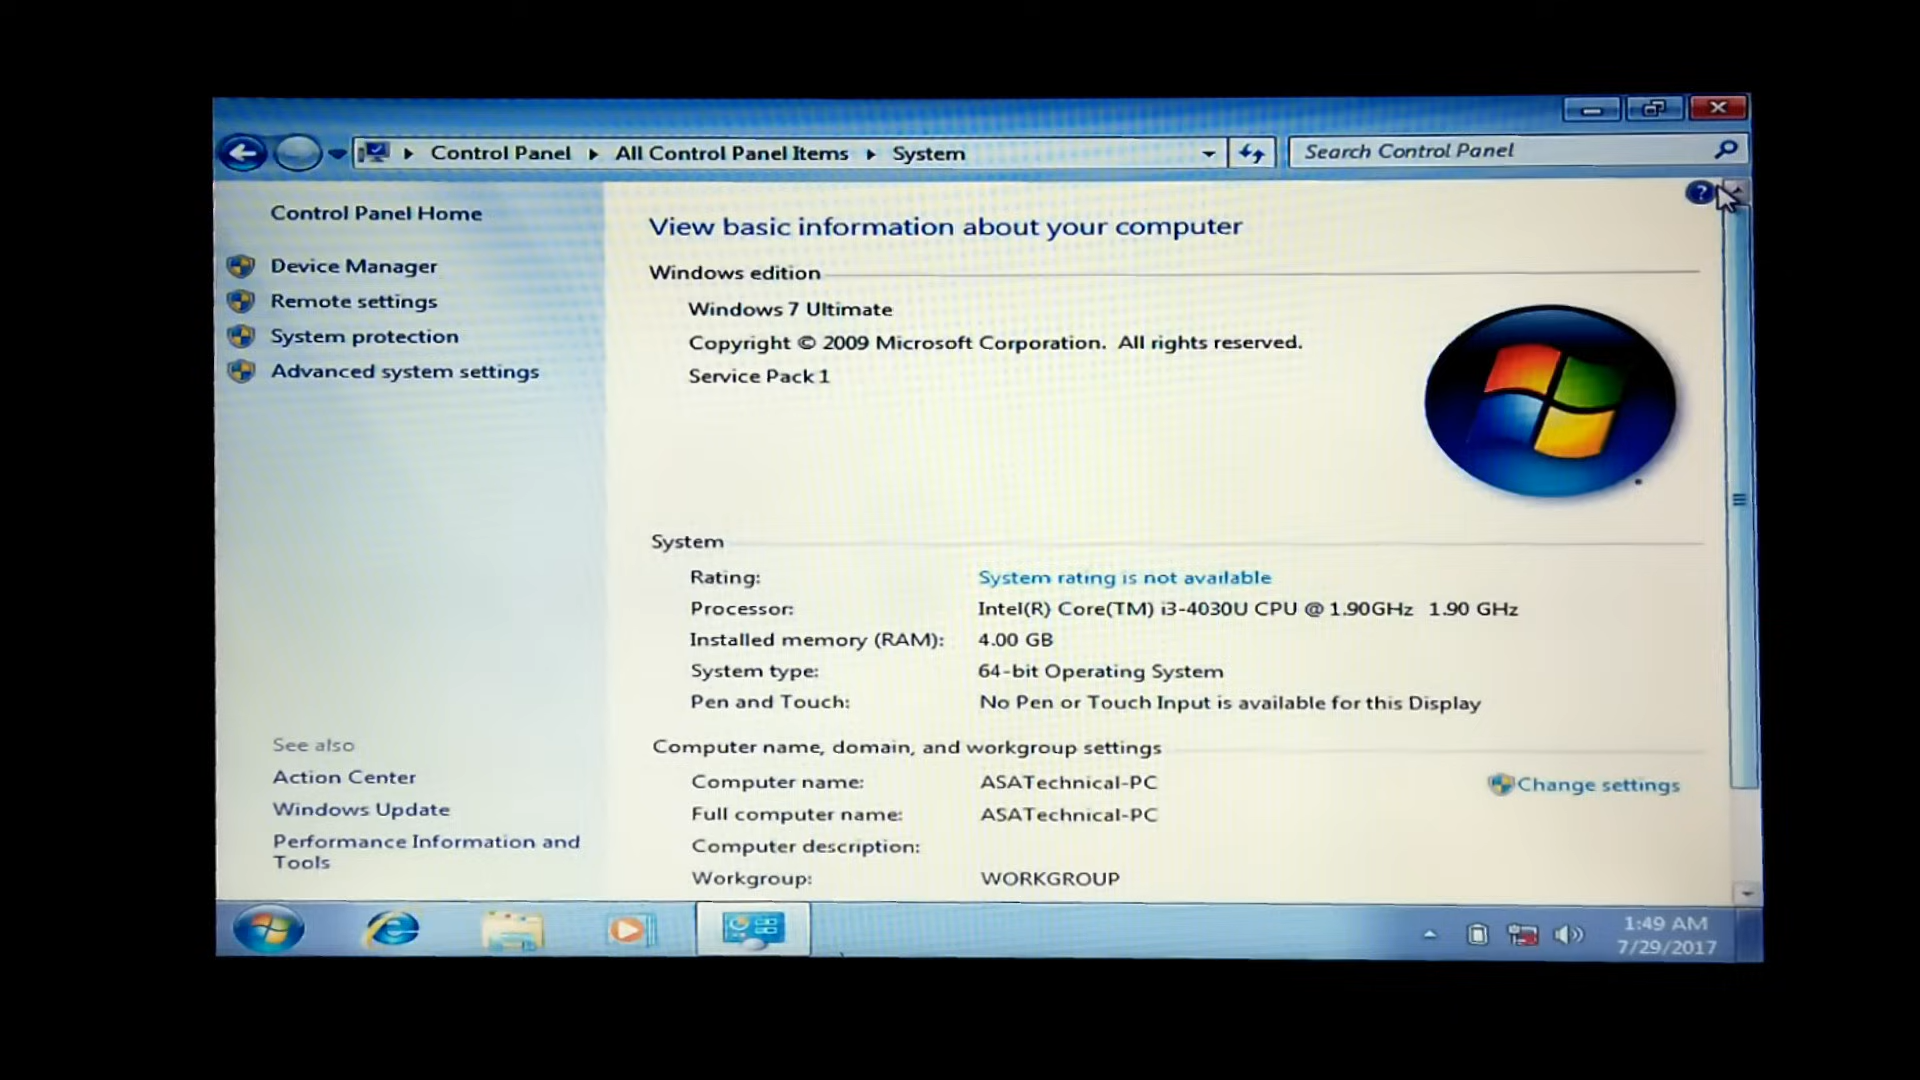 Control Panel All Control Panel Items System
Search Control Panel
Control Panel Home
Device Manager
Remote settings
System protection
Advanced system settings
See also
Action Center
Windows Update
Performance Information and
Tools
View basic information about your computer
Windows edition
Windows 7 Ultimate
Copyright © 2009 Microsoft Corporation. All rights reserved.
Service Pack 1
System
Rating: System rating is not available
Processor: Intel(R) Core(TM) i3-4030U CPU @ 1.90GHz 1.90 GHz
Installed memory (RAM): 4.00 GB
System type: 64-bit Operating System
Pen and Touch: No Pen or Touch Input is available for this Display
Computer name, domain, and workgroup settings
Computer name: ASATechnical-PC
Change settings
Full computer name: ASATechnical-PC
Computer description:
Workgroup: WORKGROUP
1:49 AM
7/29/2017